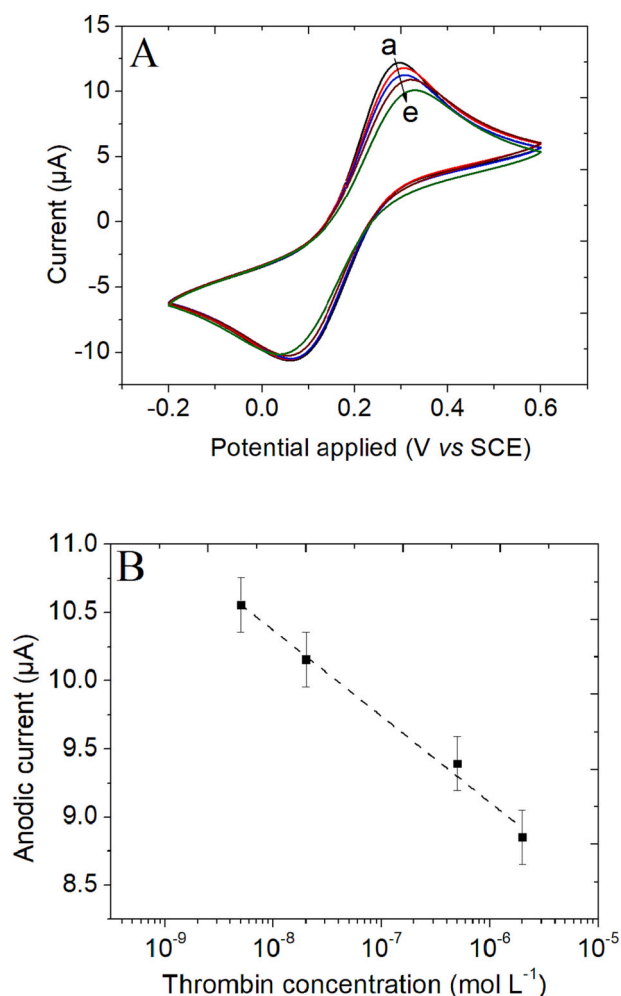 A
a
e
15
10
5
0
-5
-10
Current (µA)
-0.2 0.0 0.2 0.4 0.6
Potential applied (V vs SCE)
B
11.0
10.5
10.0
9.5
9.0
8.5
Anodic current (µA)
10⁻⁹ 10⁻⁸ 10⁻⁷ 10⁻⁶ 10⁻⁵
Thrombin concentration (mol L⁻¹)